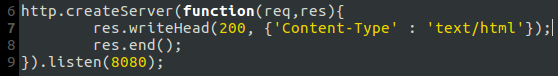 6 http.createServer(function(req,res){
7         res.writeHead(200, {'Content-Type' : 'text/html'});
8         res.end();
9 }).listen(8080);